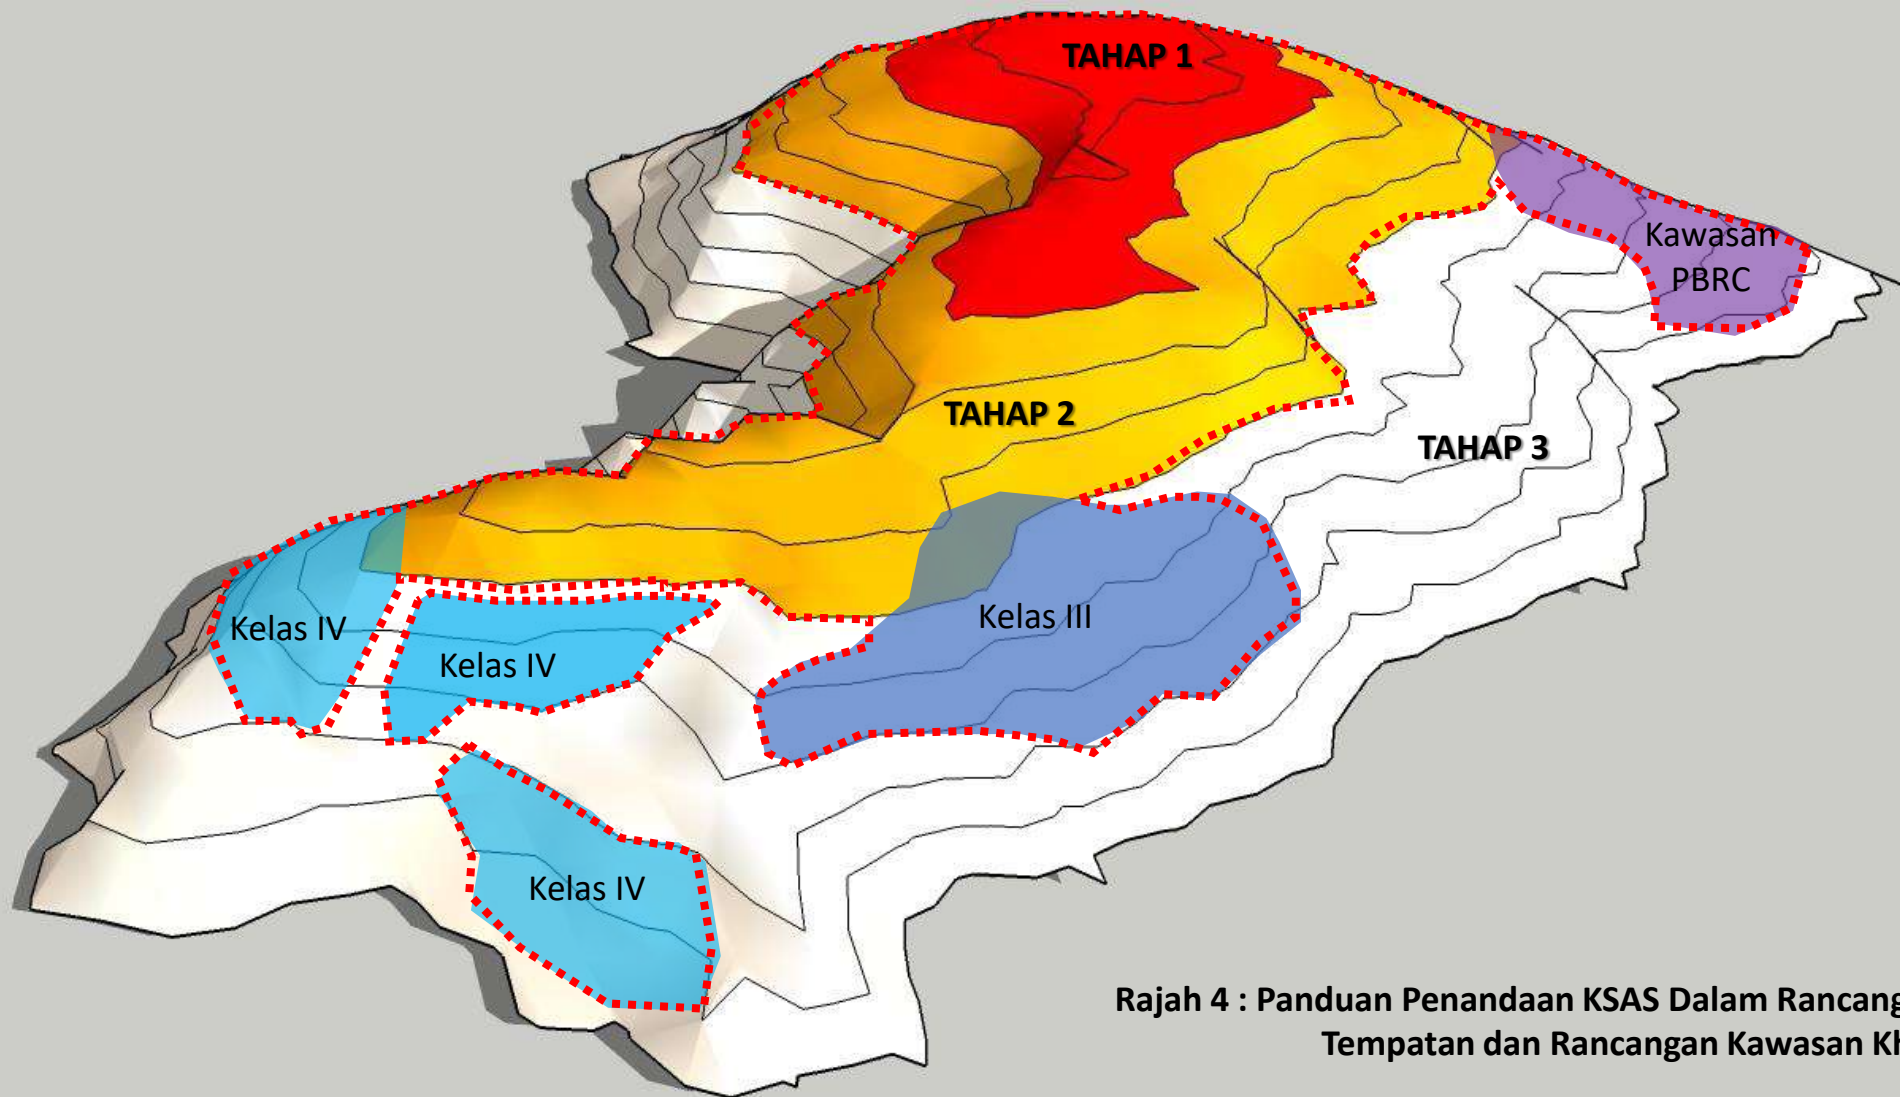 TAHAP 1
Kawasan
PBRC
TAHAP 2
TAHAP 3
Kelas III
Kelas IV
Kelas IV
Kelas IV
Rajah 4 : Panduan Penandaan KSAS Dalam Rancang
Tempatan dan Rancangan Kawasan Kh